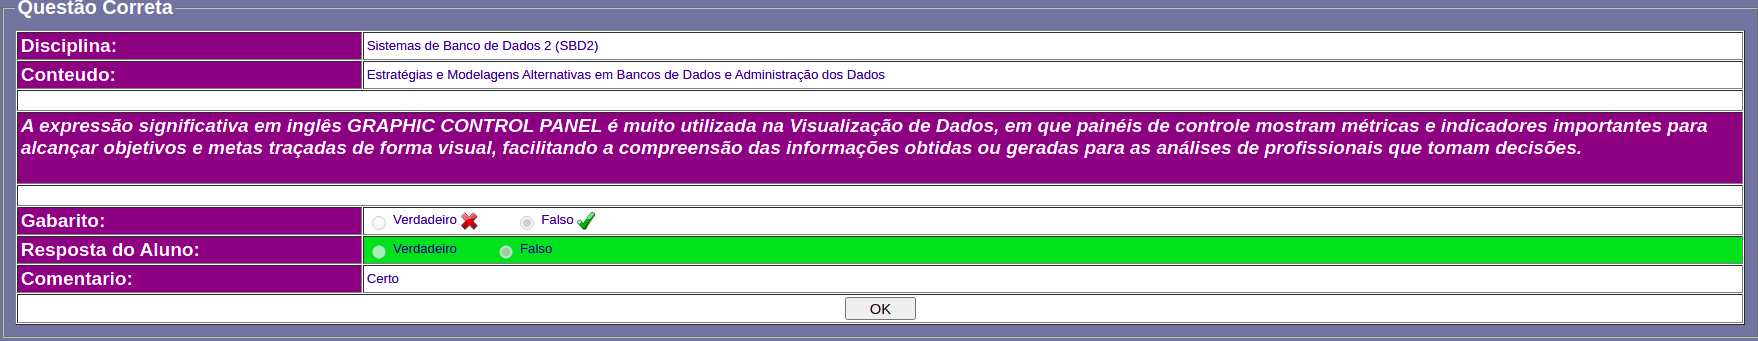 Questão Correta
Disciplina: Sistemas de Banco de Dados 2 (SBD2)
Conteudo: Estratégias e Modelagens Alternativas em Bancos de Dados e Administração dos Dados
A expressão significativa em inglês GRAPHIC CONTROL PANEL é muito utilizada na Visualização de Dados, em que painéis de controle mostram métricas e indicadores importantes para
alcançar objetivos e metas traçadas de forma visual, facilitando a compreensão das informações obtidas ou geradas para as análises de profissionais que tomam decisões.
Gabarito: Verdadeiro Falso
Resposta do Aluno: Verdadeiro Falso
Comentario: Certo
OK